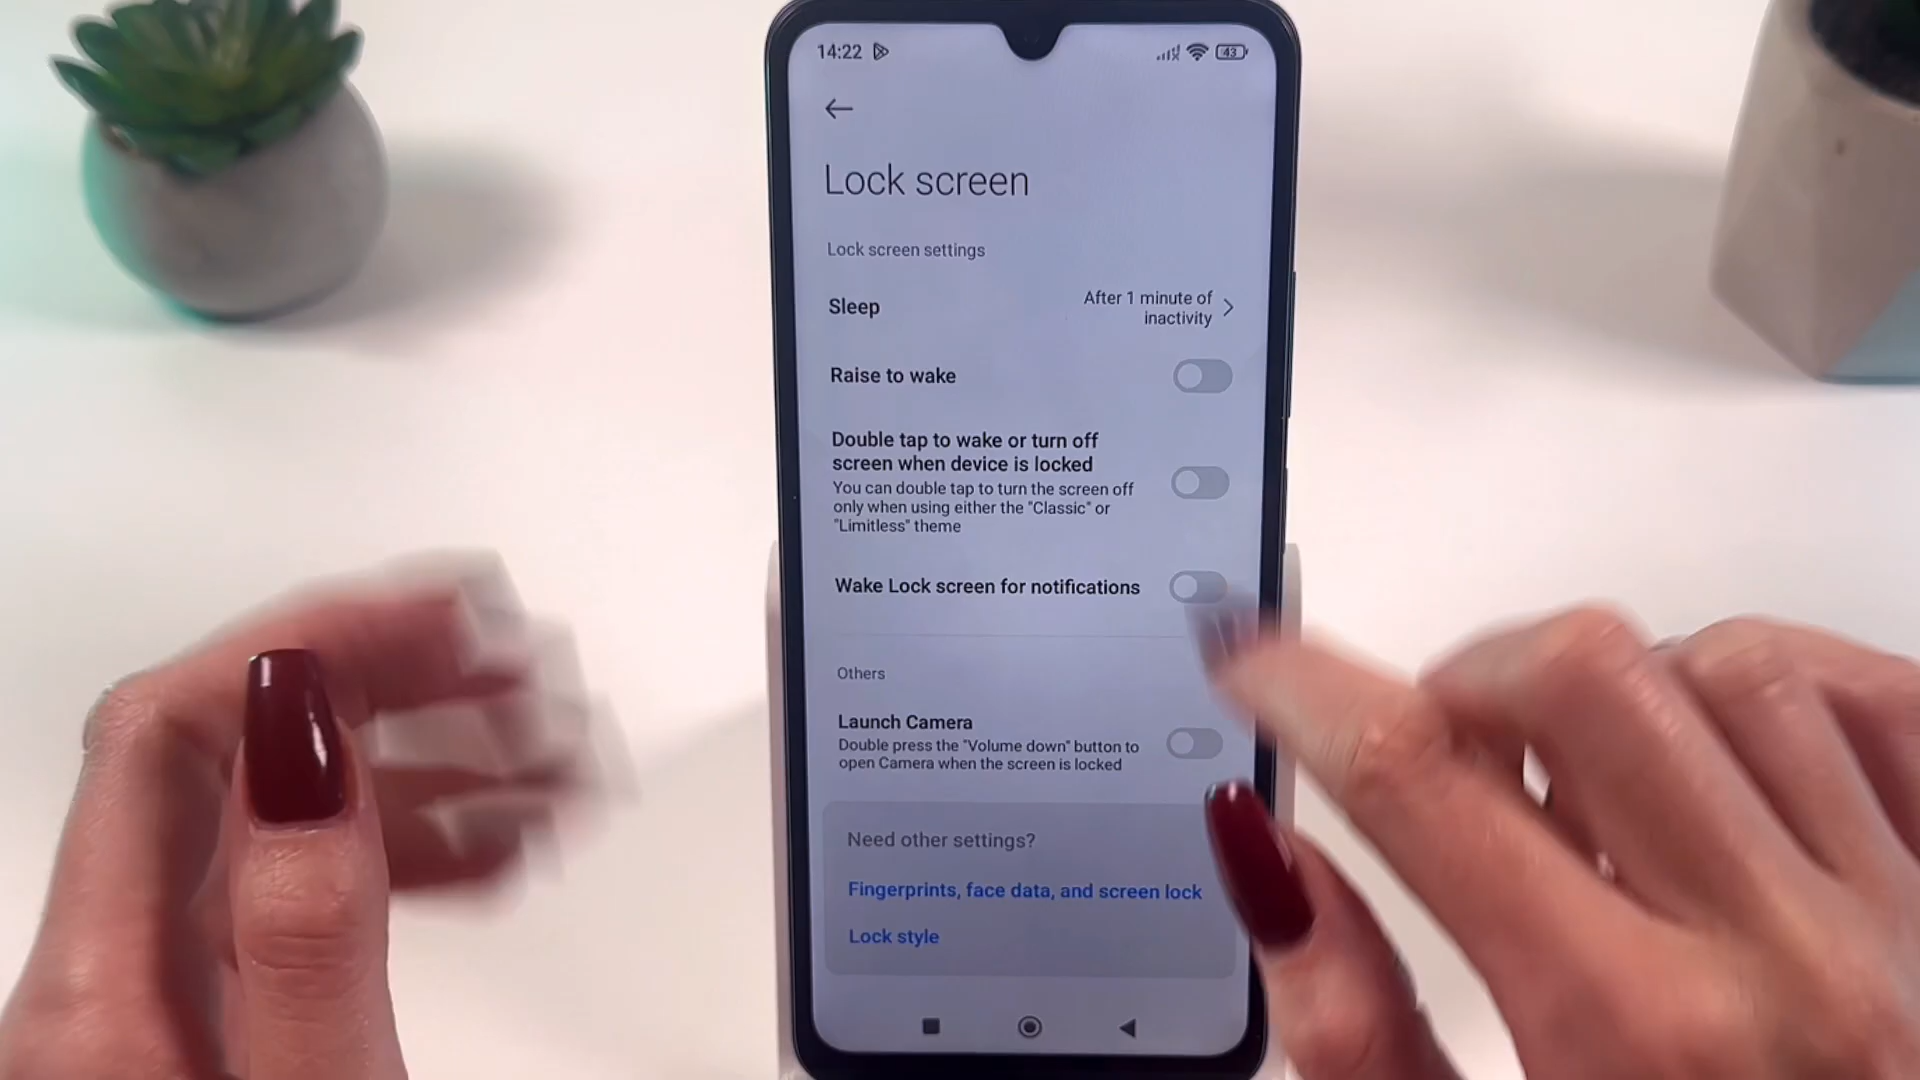 14:22
43
Lock screen
Lock screen settings
Sleep
After 1 minute of
inactivity
Raise to wake
Double tap to wake or turn off
screen when device is locked
You can double tap to turn the screen off
only when using either the "Classic" or
"Limitless" theme
Wake Lock screen for notifications
Others
Launch Camera
Double press the "Volume down" button to
open Camera when the screen is locked
Need other settings?
Fingerprints, face data, and screen lock
Lock style